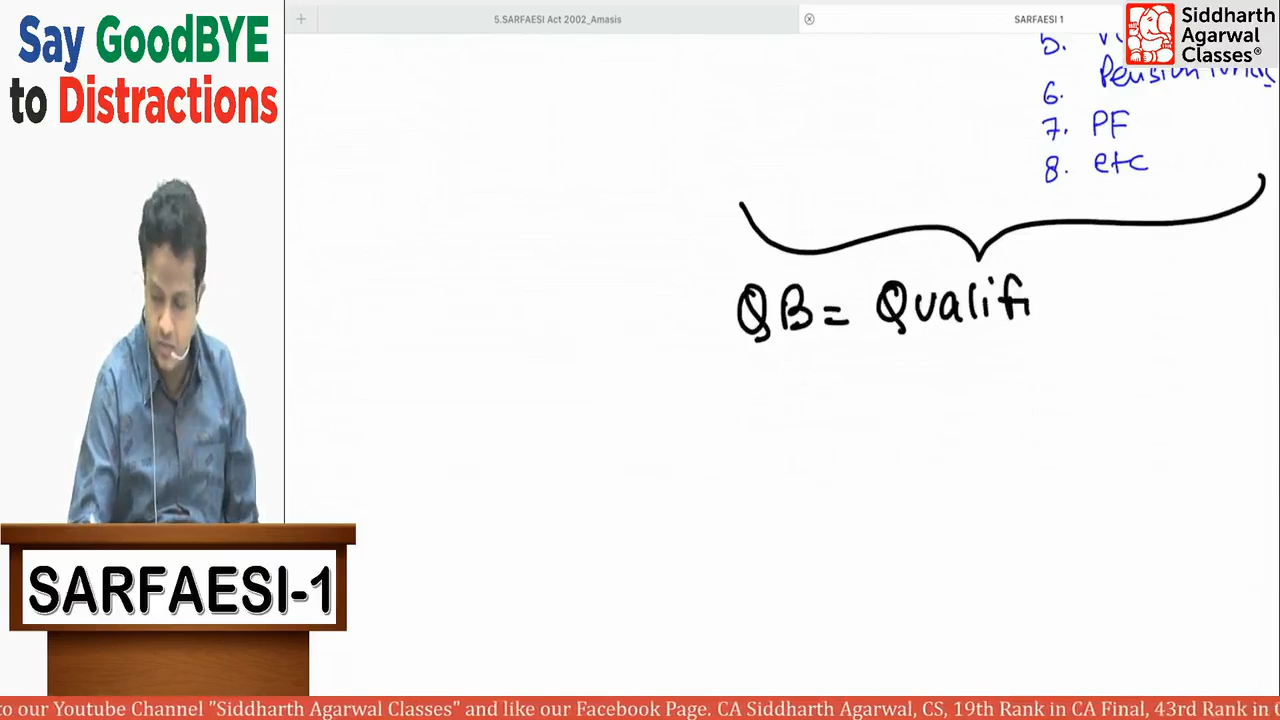 5.SARFAESI Act 2002_Amasis
SARFAESI 1
Siddharth
Agarwal
Classes®
Say GoodBYE
to Distractions
5.
6. Pension funds
7. PF
8. etc
QB = Qualifi
SARFAESI-1
to our Youtube Channel "Siddharth Agarwal Classes" and like our Facebook Page. CA Siddharth Agarwal, CS, 19th Rank in CA Final, 43rd Rank in